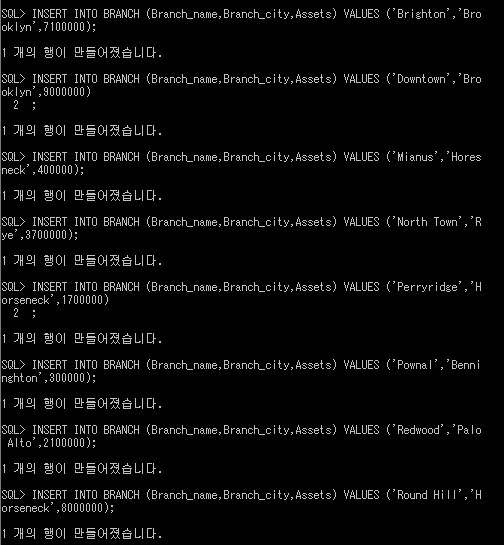 SQL> INSERT INTO BRANCH (Branch_name,Branch_city,Assets) VALUES ('Brighton','Bro
oklyn',7100000);
1 개의 행이 만들어졌습니다.
SQL> INSERT INTO BRANCH (Branch_name,Branch_city,Assets) VALUES ('Downtown','Bro
oklyn',9000000)
2 ;
1 개의 행이 만들어졌습니다.
SQL> INSERT INTO BRANCH (Branch_name,Branch_city,Assets) VALUES ('Mianus','Hores
neck',400000);
1 개의 행이 만들어졌습니다.
SQL> INSERT INTO BRANCH (Branch_name,Branch_city,Assets) VALUES ('North Town','R
ye',3700000);
1 개의 행이 만들어졌습니다.
SQL> INSERT INTO BRANCH (Branch_name,Branch_city,Assets) VALUES ('Perryridge','H
orseneck',1700000)
2 ;
1 개의 행이 만들어졌습니다.
SQL> INSERT INTO BRANCH (Branch_name,Branch_city,Assets) VALUES ('Pownal','Benni
nghton',300000);
1 개의 행이 만들어졌습니다.
SQL> INSERT INTO BRANCH (Branch_name,Branch_city,Assets) VALUES ('Redwood','Palo
Alto',2100000);
1 개의 행이 만들어졌습니다.
SQL> INSERT INTO BRANCH (Branch_name,Branch_city,Assets) VALUES ('Round Hill','H
orseneck',8000000);
1 개의 행이 만들어졌습니다.